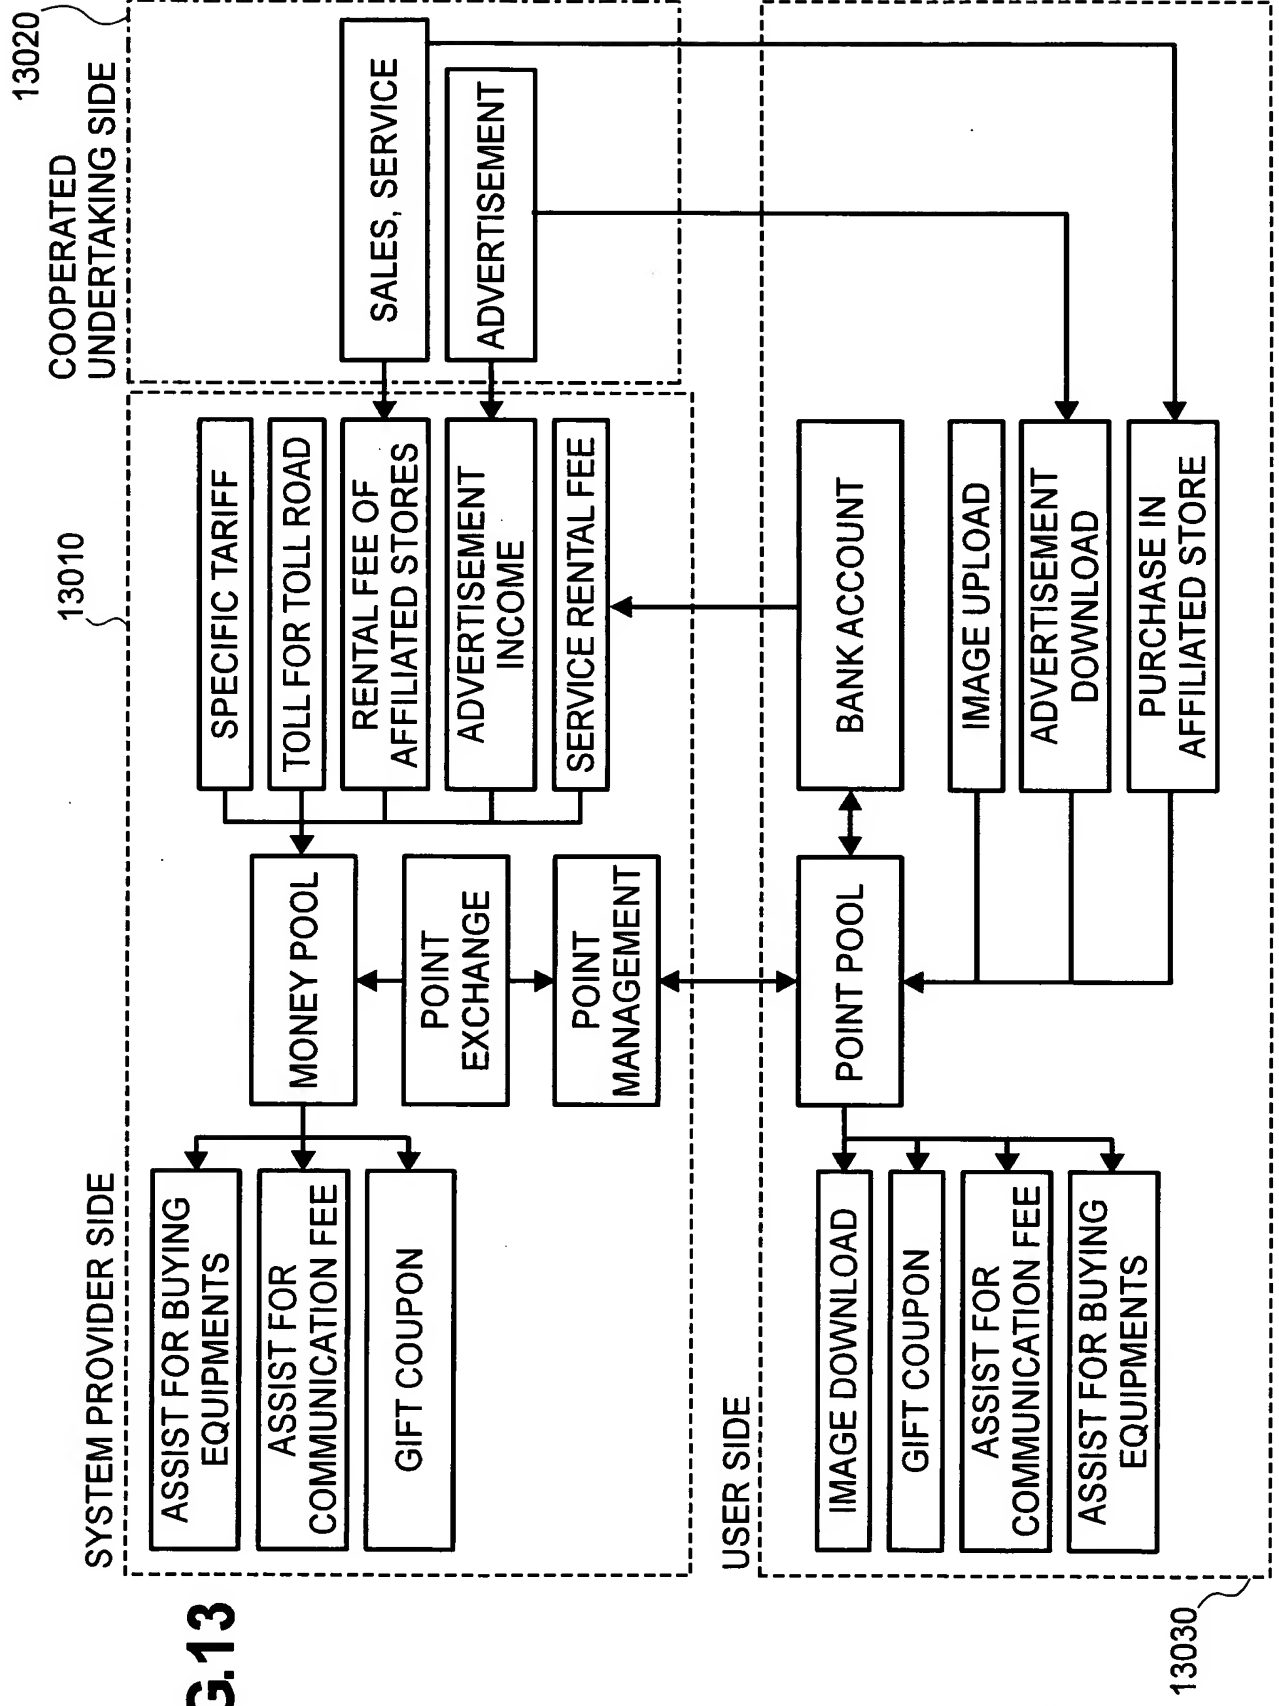 G.13
SYSTEM PROVIDER SIDE
13010
COOPERATED
UNDERTAKING SIDE
13020
ASSIST FOR BUYING
EQUIPMENTS
ASSIST FOR
COMMUNICATION FEE
GIFT COUPON
MONEY POOL
POINT
EXCHANGE
POINT
MANAGEMENT
SPECIFIC TARIFF
TOLL FOR TOLL ROAD
RENTAL FEE OF
AFFILIATED STORES
ADVERTISEMENT
INCOME
SERVICE RENTAL FEE
SALES, SERVICE
ADVERTISEMENT
USER SIDE
IMAGE DOWNLOAD
GIFT COUPON
ASSIST FOR
COMMUNICATION FEE
ASSIST FOR BUYING
EQUIPMENTS
POINT POOL
BANK ACCOUNT
IMAGE UPLOAD
ADVERTISEMENT
DOWNLOAD
PURCHASE IN
AFFILIATED STORE
13030